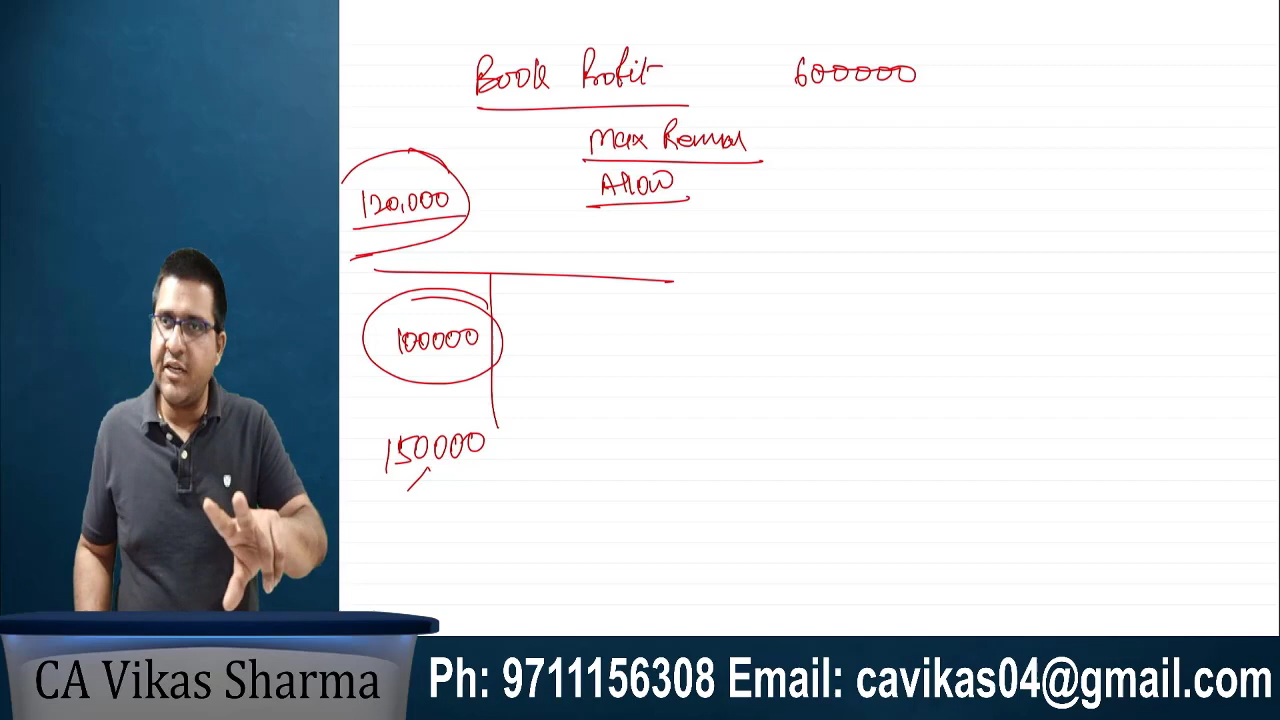 Book Profit 600000
Max Remun
Allow
120,000
100000
150000
CA Vikas Sharma
Ph: 9711156308 Email: cavikas04@gmail.com